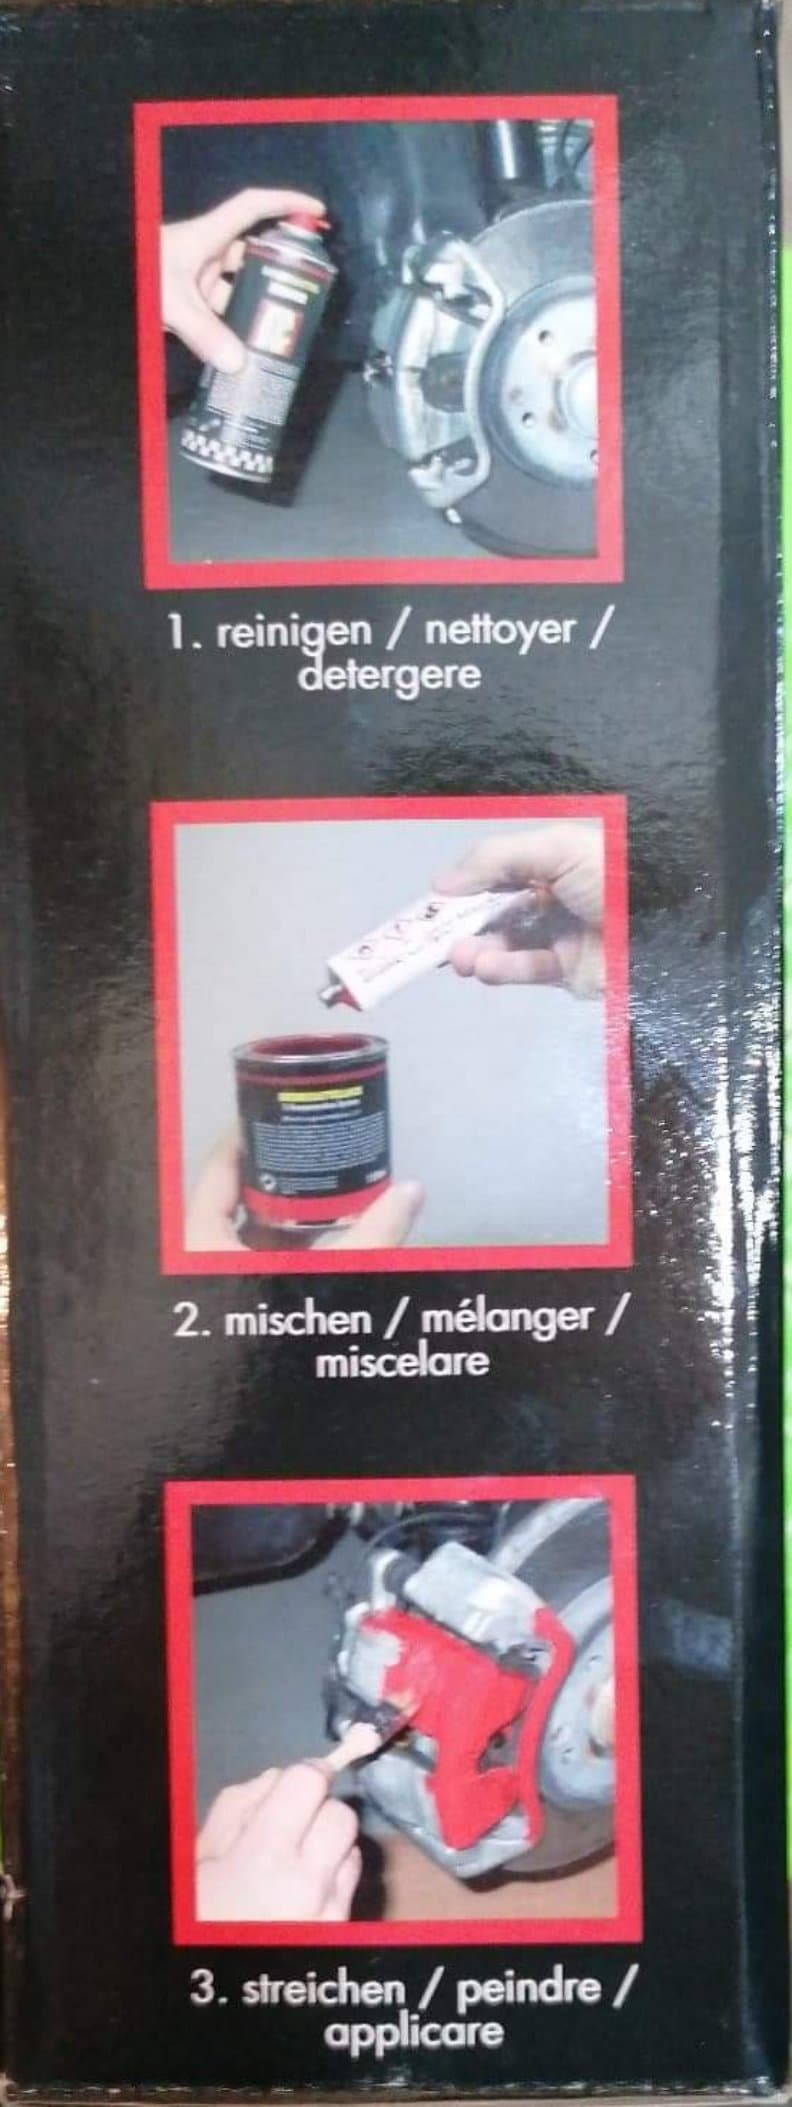 1. reinigen / nettoyer /
detergere
2. mischen / mélanger /
miscelare
3. streichen / peindre /
applicare